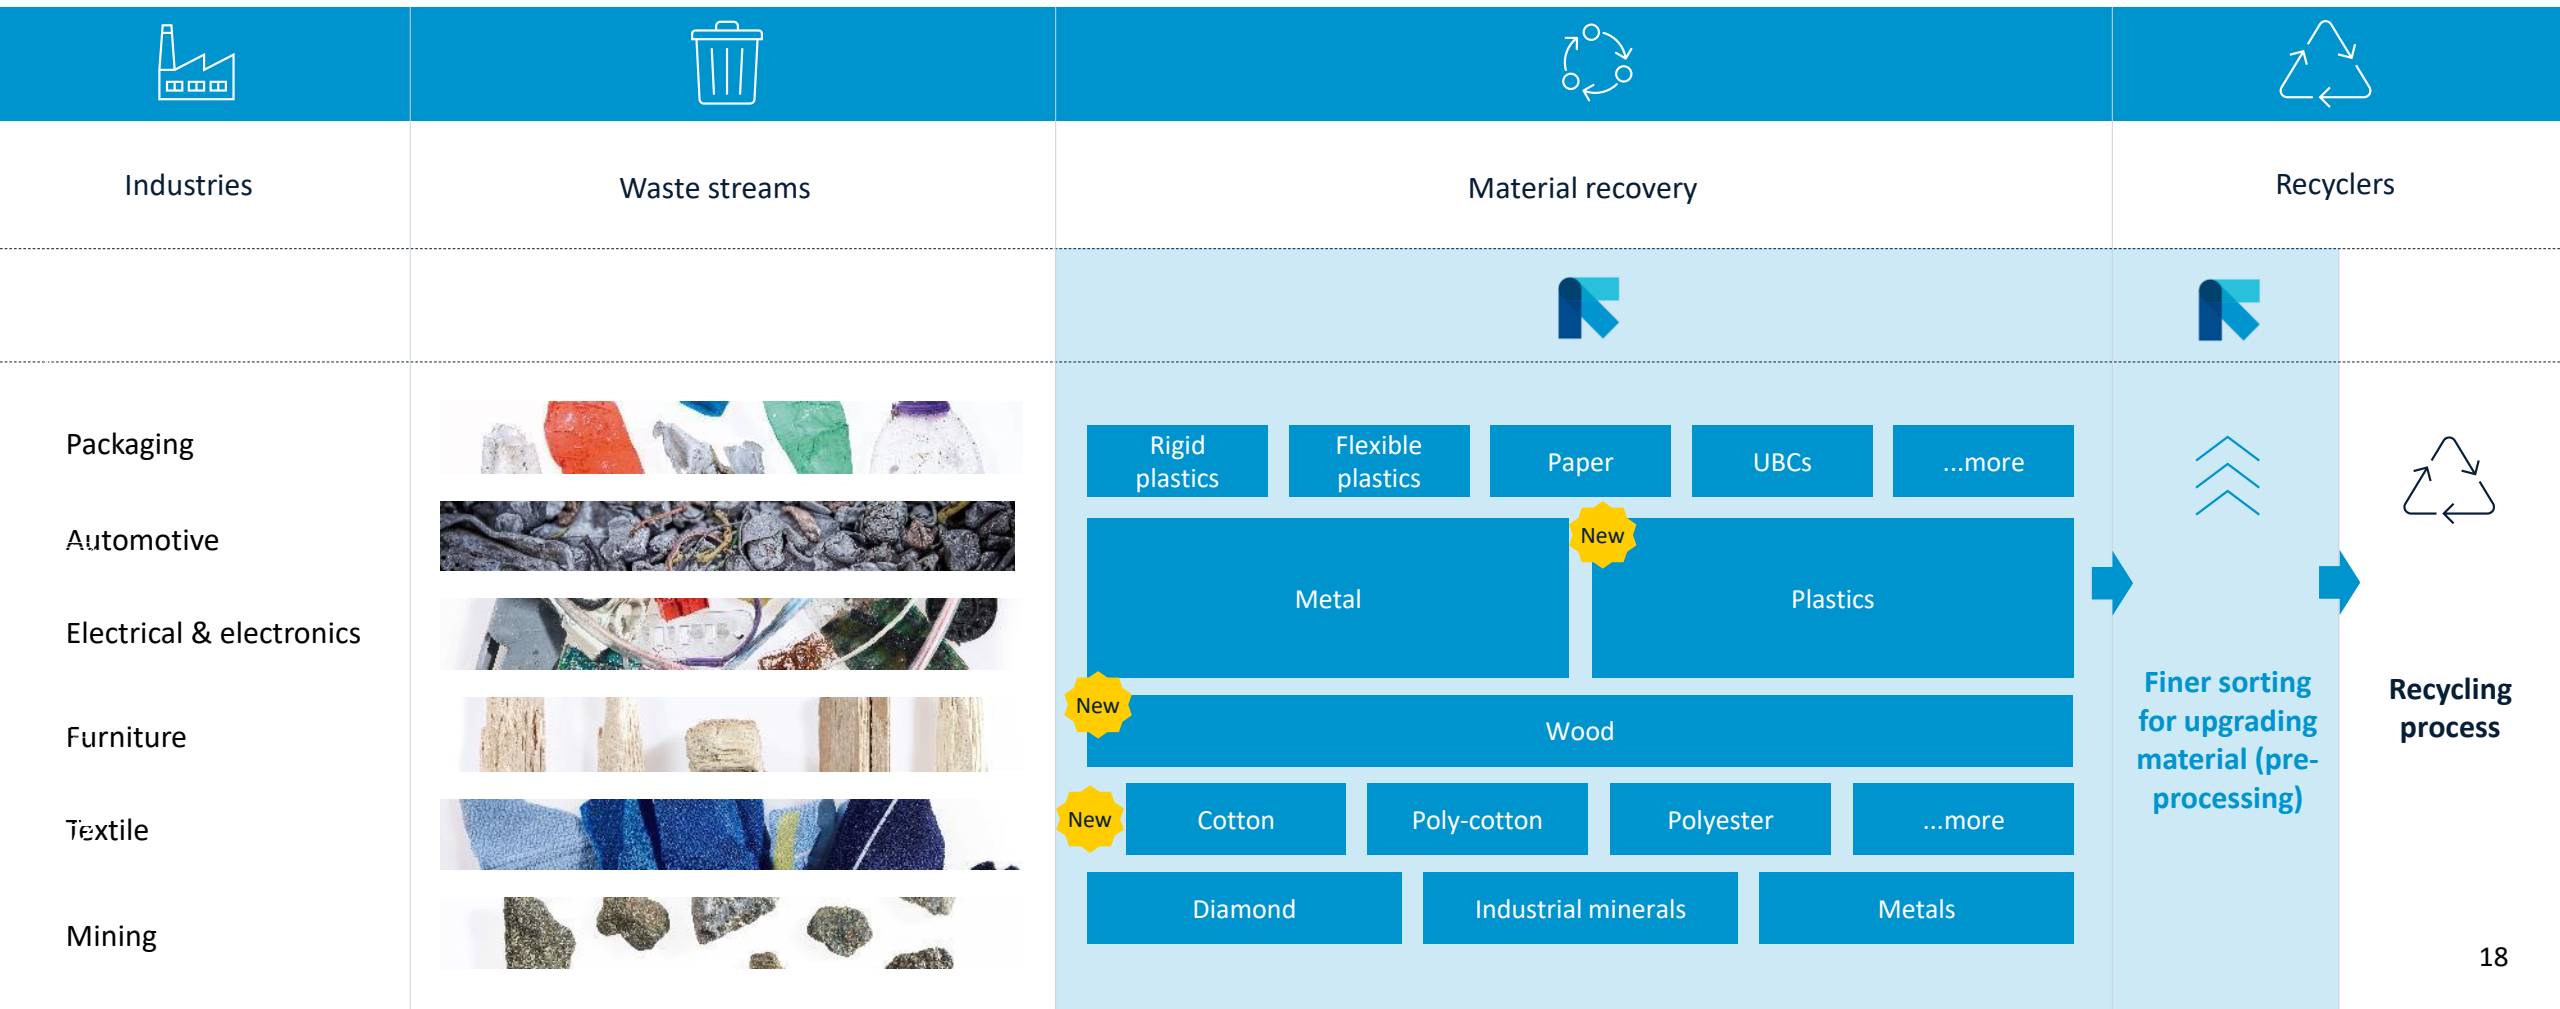 Industries
Waste streams
Material recovery
Recyclers
Packaging
Rigid
plastics
Flexible
plastics
Paper
UBCs
...more
Automotive
Electrical & electronics
Metal
New
Plastics
Furniture
New
Wood
Textile
New
Cotton
Poly-cotton
Polyester
...more
Mining
Diamond
Industrial minerals
Metals
Finer sorting
for upgrading
material (pre-
processing)
Recycling
process
18